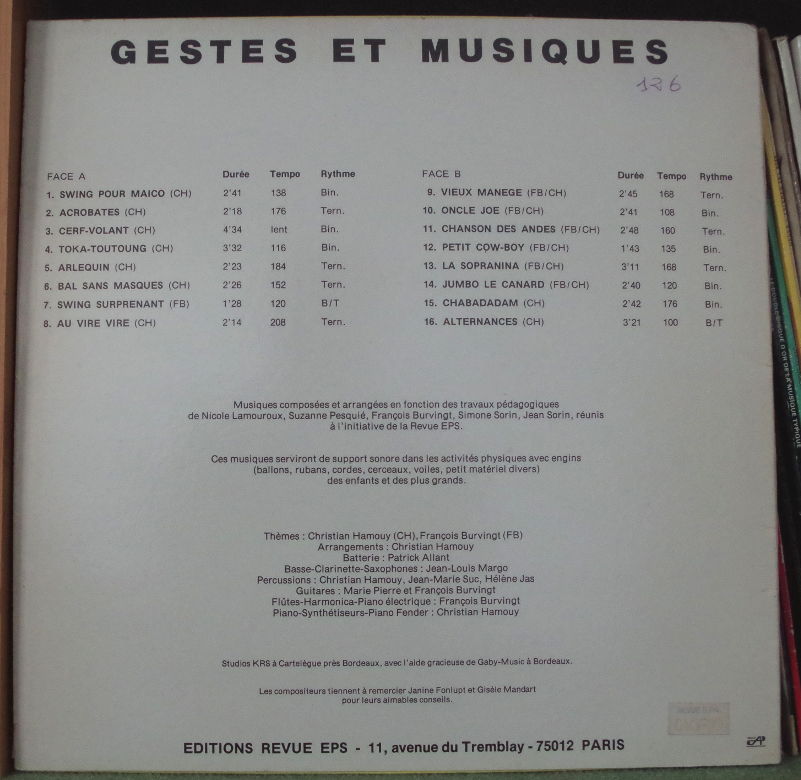 GESTES ET MUSIQUES
126
FACE A Durée Tempo Rythme
1. SWING POUR MAICO (CH) 2'41 138 Bin.
2. ACROBATES (CH) 2'18 176 Tern.
3. CERF-VOLANT (CH) 4'34 lent Bin.
4. TOKA-TOUTOUNG (CH) 3'32 116 Bin.
5. ARLEQUIN (CH) 2'23 184 Tern.
6. BAL SANS MASQUES (CH) 2'26 152 Tern.
7. SWING SURPRENANT (FB) 1'28 120 B/T
8. AU VIRE VIRE (CH) 2'14 208 Tern.
FACE B Durée Tempo Rythme
9. VIEUX MANEGE (FB/CH) 2'45 168 Tern.
10. ONCLE JOE (FB/CH) 2'41 108 Bin.
11. CHANSON DES ANDES (FB/CH) 2'48 160 Tern.
12. PETIT COW-BOY (FB/CH) 1'43 135 Bin.
13. LA SOPRANINA (FB/CH) 3'11 168 Tern.
14. JUMBO LE CANARD (FB/CH) 2'40 120 Bin.
15. CHABADADAM (CH) 2'42 176 Bin.
16. ALTERNANCES (CH) 3'21 100 B/T
Musiques composées et arrangées en fonction des travaux pédagogiques
de Nicole Lamouroux, Suzanne Pesquié, François Burvingt, Simone Sorin, Jean Sorin, réunis
à l'initiative de la Revue EPS.
Ces musiques serviront de support sonore dans les activités physiques avec engins
(ballons, rubans, cordes, cerceaux, voiles, petit matériel divers)
des enfants et des plus grands.
Thèmes : Christian Hamouy (CH), François Burvingt (FB)
Arrangements : Christian Hamouy
Batterie : Patrick Allant
Basse-Clarinette-Saxophones : Jean-Louis Margo
Percussions : Christian Hamouy, Jean-Marie Suc, Hélène Jas
Guitares : Marie Pierre et François Burvingt
Flûtes-Harmonica-Piano électrique : François Burvingt
Piano-Synthétiseurs-Piano Fender : Christian Hamouy
Studios KRS à Cartelègue près Bordeaux, avec l'aide gracieuse de Gaby-Music à Bordeaux.
Les compositeurs tiennent à remercier Janine Fonlupt et Gisèle Mandart
pour leurs aimables conseils.
EDITIONS REVUE EPS - 11, avenue du Tremblay - 75012 PARIS